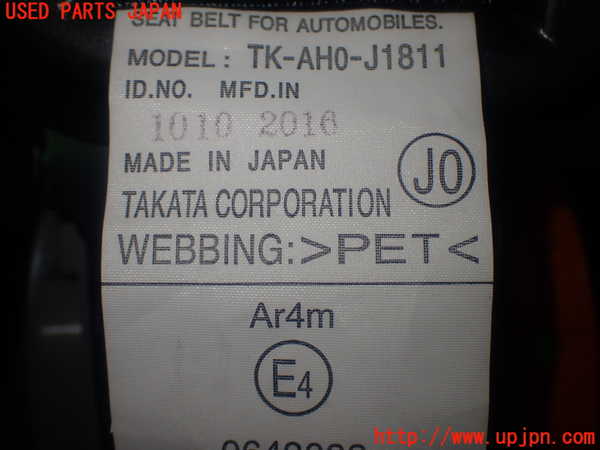 USED PARTS JAPAN
SEAT BELT FOR AUTOMOBILES.
MODEL : TK-AH0-J1811
ID.NO. MFD.IN
1010 2016
MADE IN JAPAN
J0
TAKATA CORPORATION
WEBBING:>PET<
Ar4m
E4
http://www.upjpn.com/